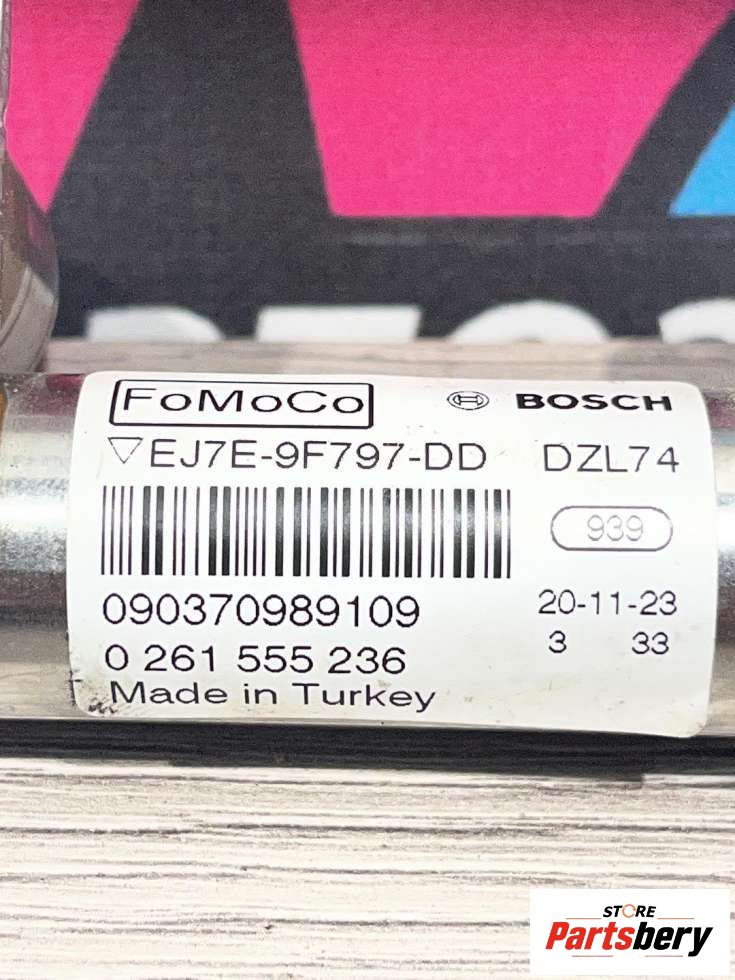 FoMoCo BOSCH
▽EJ7E-9F797-DD DZL74
939
090370989109 20-11-23
0 261 555 236 3 33
Made in Turkey
STORE
Partsbery